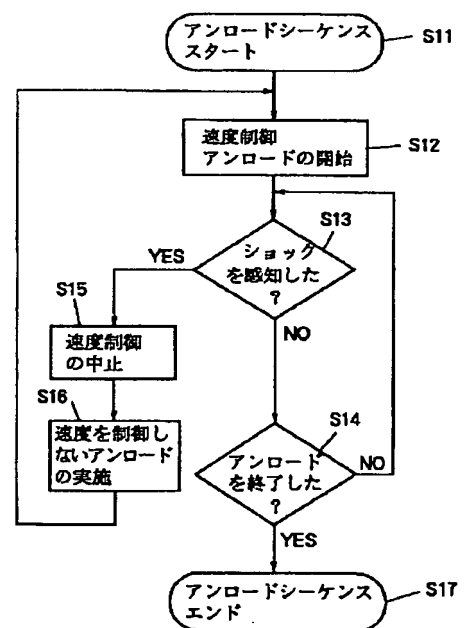 アンロードシーケンス
スタート
S11
速度制御
アンロードの開始
S12
S13
ショック
を感知した
?
YES
NO
S15
速度制御
の中止
S16
速度を制御し
ないアンロード
の実施
S14
アンロード
を終了した
?
NO
YES
アンロードシーケンス
エンド
S17